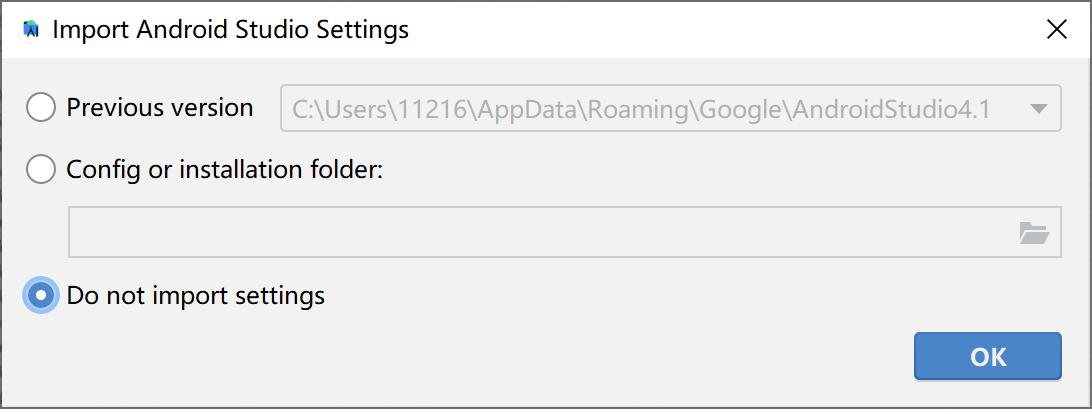 Import Android Studio Settings
Previous version C:\Users\11216\AppData\Roaming\Google\AndroidStudio4.1
Config or installation folder:
Do not import settings
OK